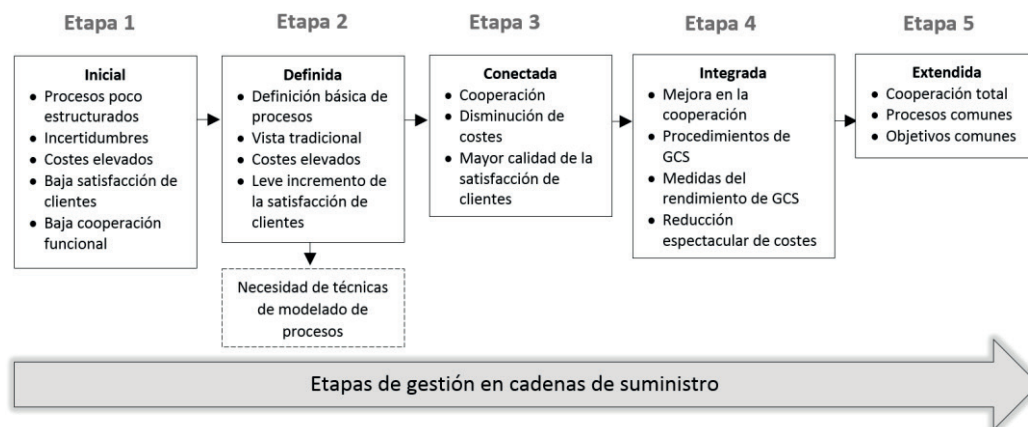 Etapa 1
Etapa 2
Etapa 3
Etapa 4
Etapa 5
Inicial
• Procesos poco
estructurados
• Incertidumbres
• Costes elevados
• Baja satisfacción de
clientes
• Baja cooperación
funcional
Definida
• Definición básica de
procesos
• Vista tradicional
• Costes elevados
• Leve incremento de
la satisfacción de
clientes
Necesidad de técnicas
de modelado de
procesos
Conectada
• Cooperación
• Disminución de
costes
• Mayor calidad de la
satisfacción de
clientes
Integrada
• Mejora en la
cooperación
• Procedimientos de
GCS
• Medidas del
rendimiento de GCS
• Reducción
espectacular de costes
Extendida
• Cooperación total
• Procesos comunes
• Objetivos comunes
Etapas de gestión en cadenas de suministro